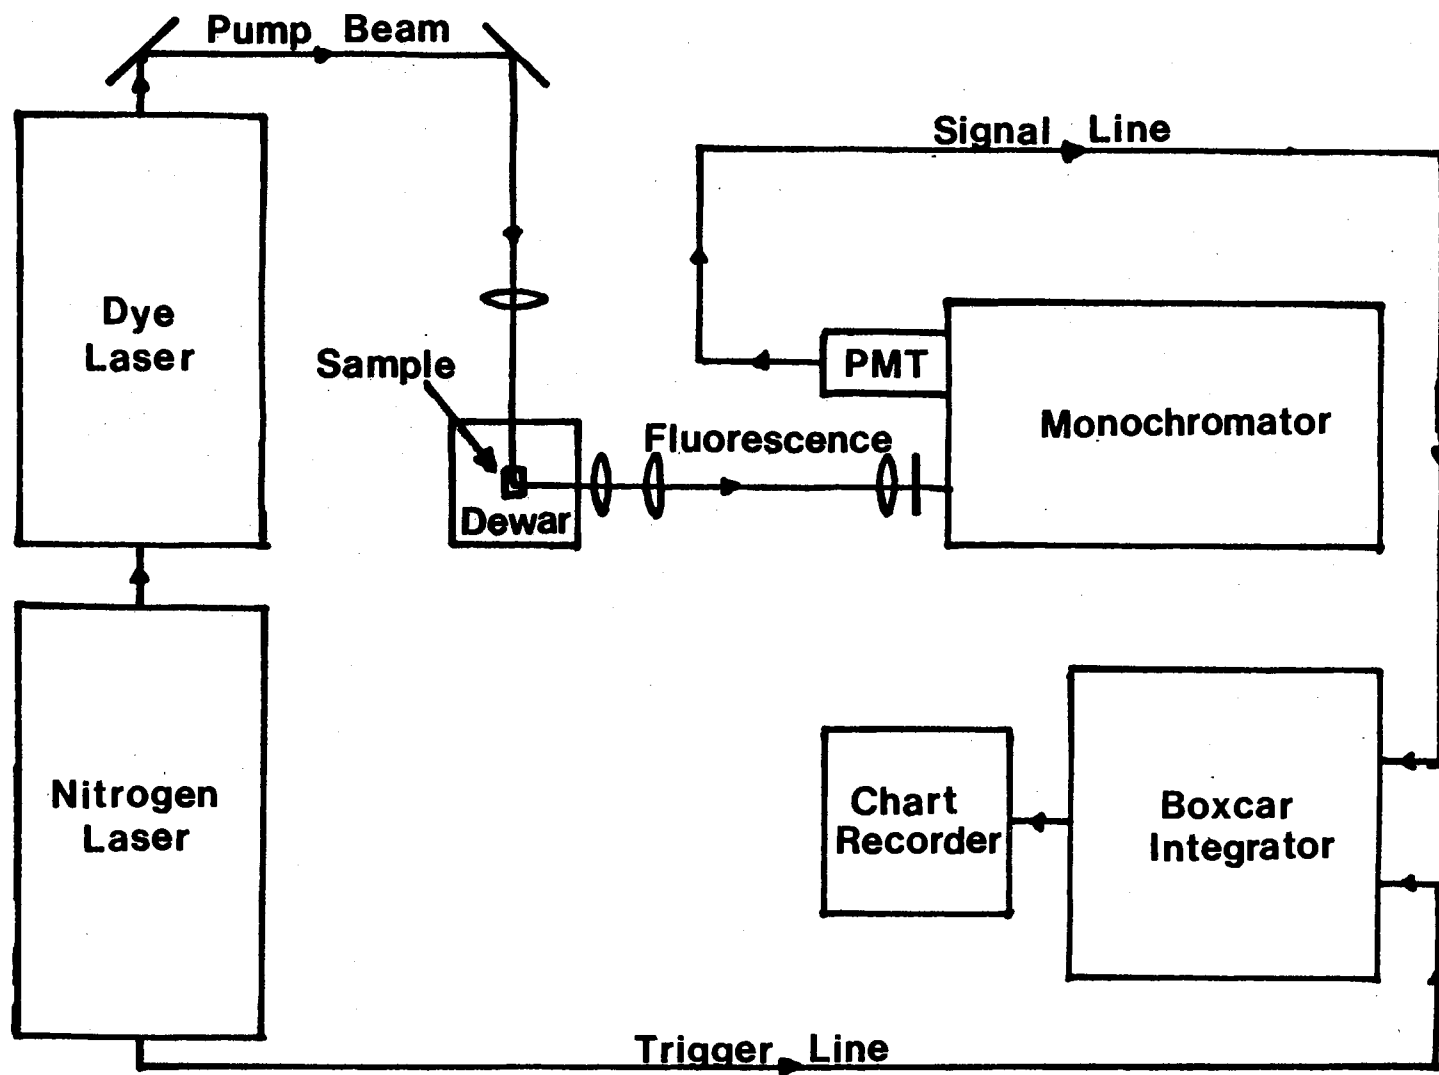 Pump Beam
Signal Line
Dye
Laser
Sample
PMT
Monochromator
Fluorescence
Dewar
Nitrogen
Laser
Chart
Recorder
Boxcar
Integrator
Trigger Line